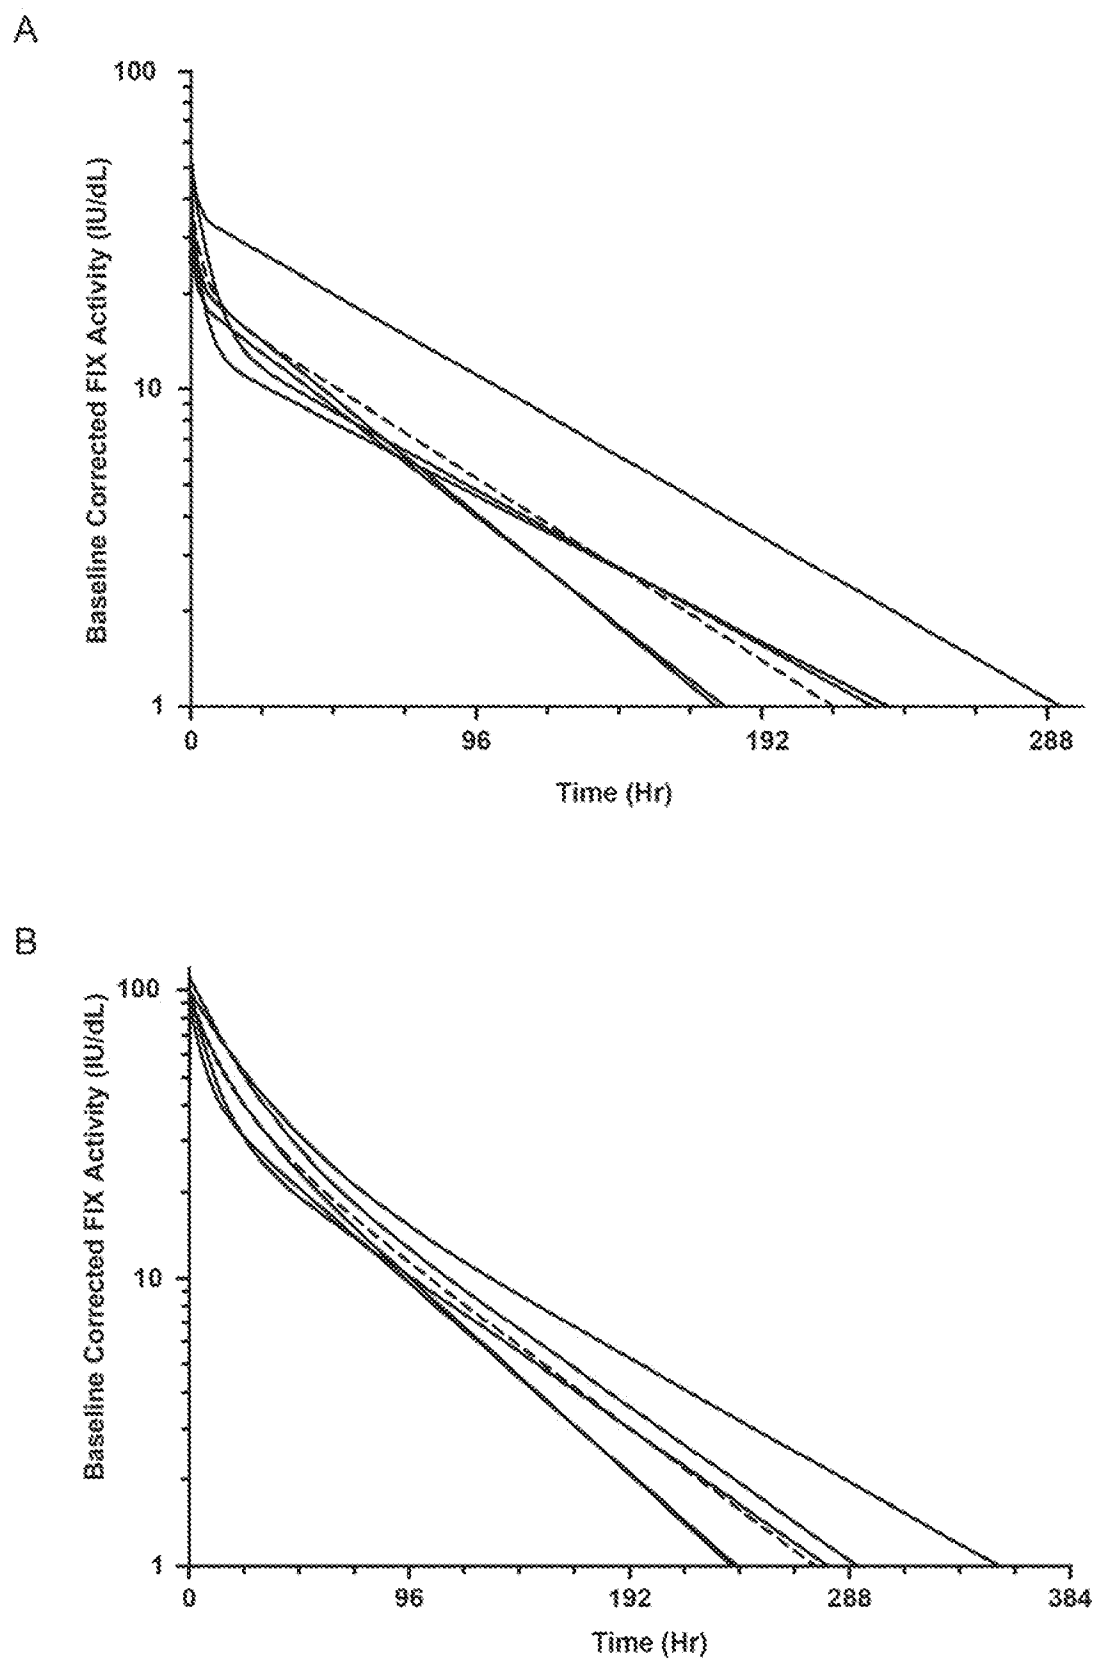 A
Baseline Corrected FIX Activity (IU/dL)
100
10
1
0 96 192 288
Time (Hr)
B
Baseline Corrected FIX Activity (IU/dL)
100
10
1
0 96 192 288 384
Time (Hr)